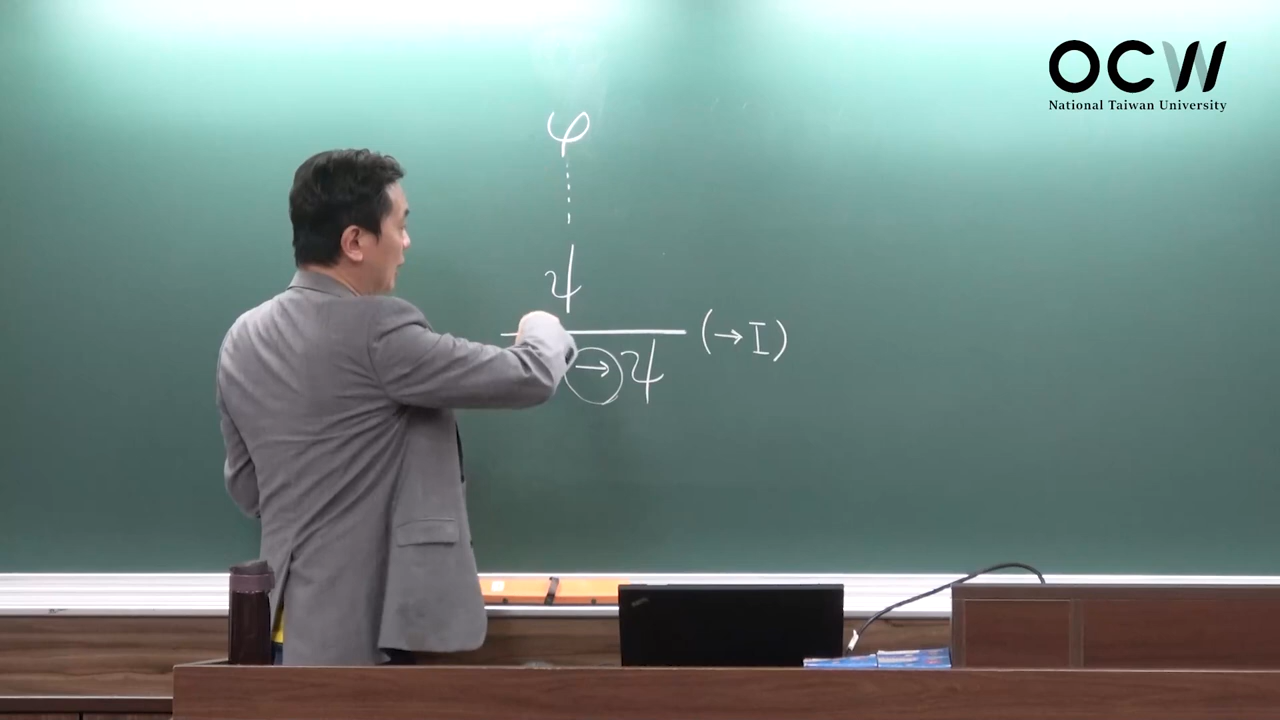 OCW
National Taiwan University
φ
ψ
→ ψ (→I)